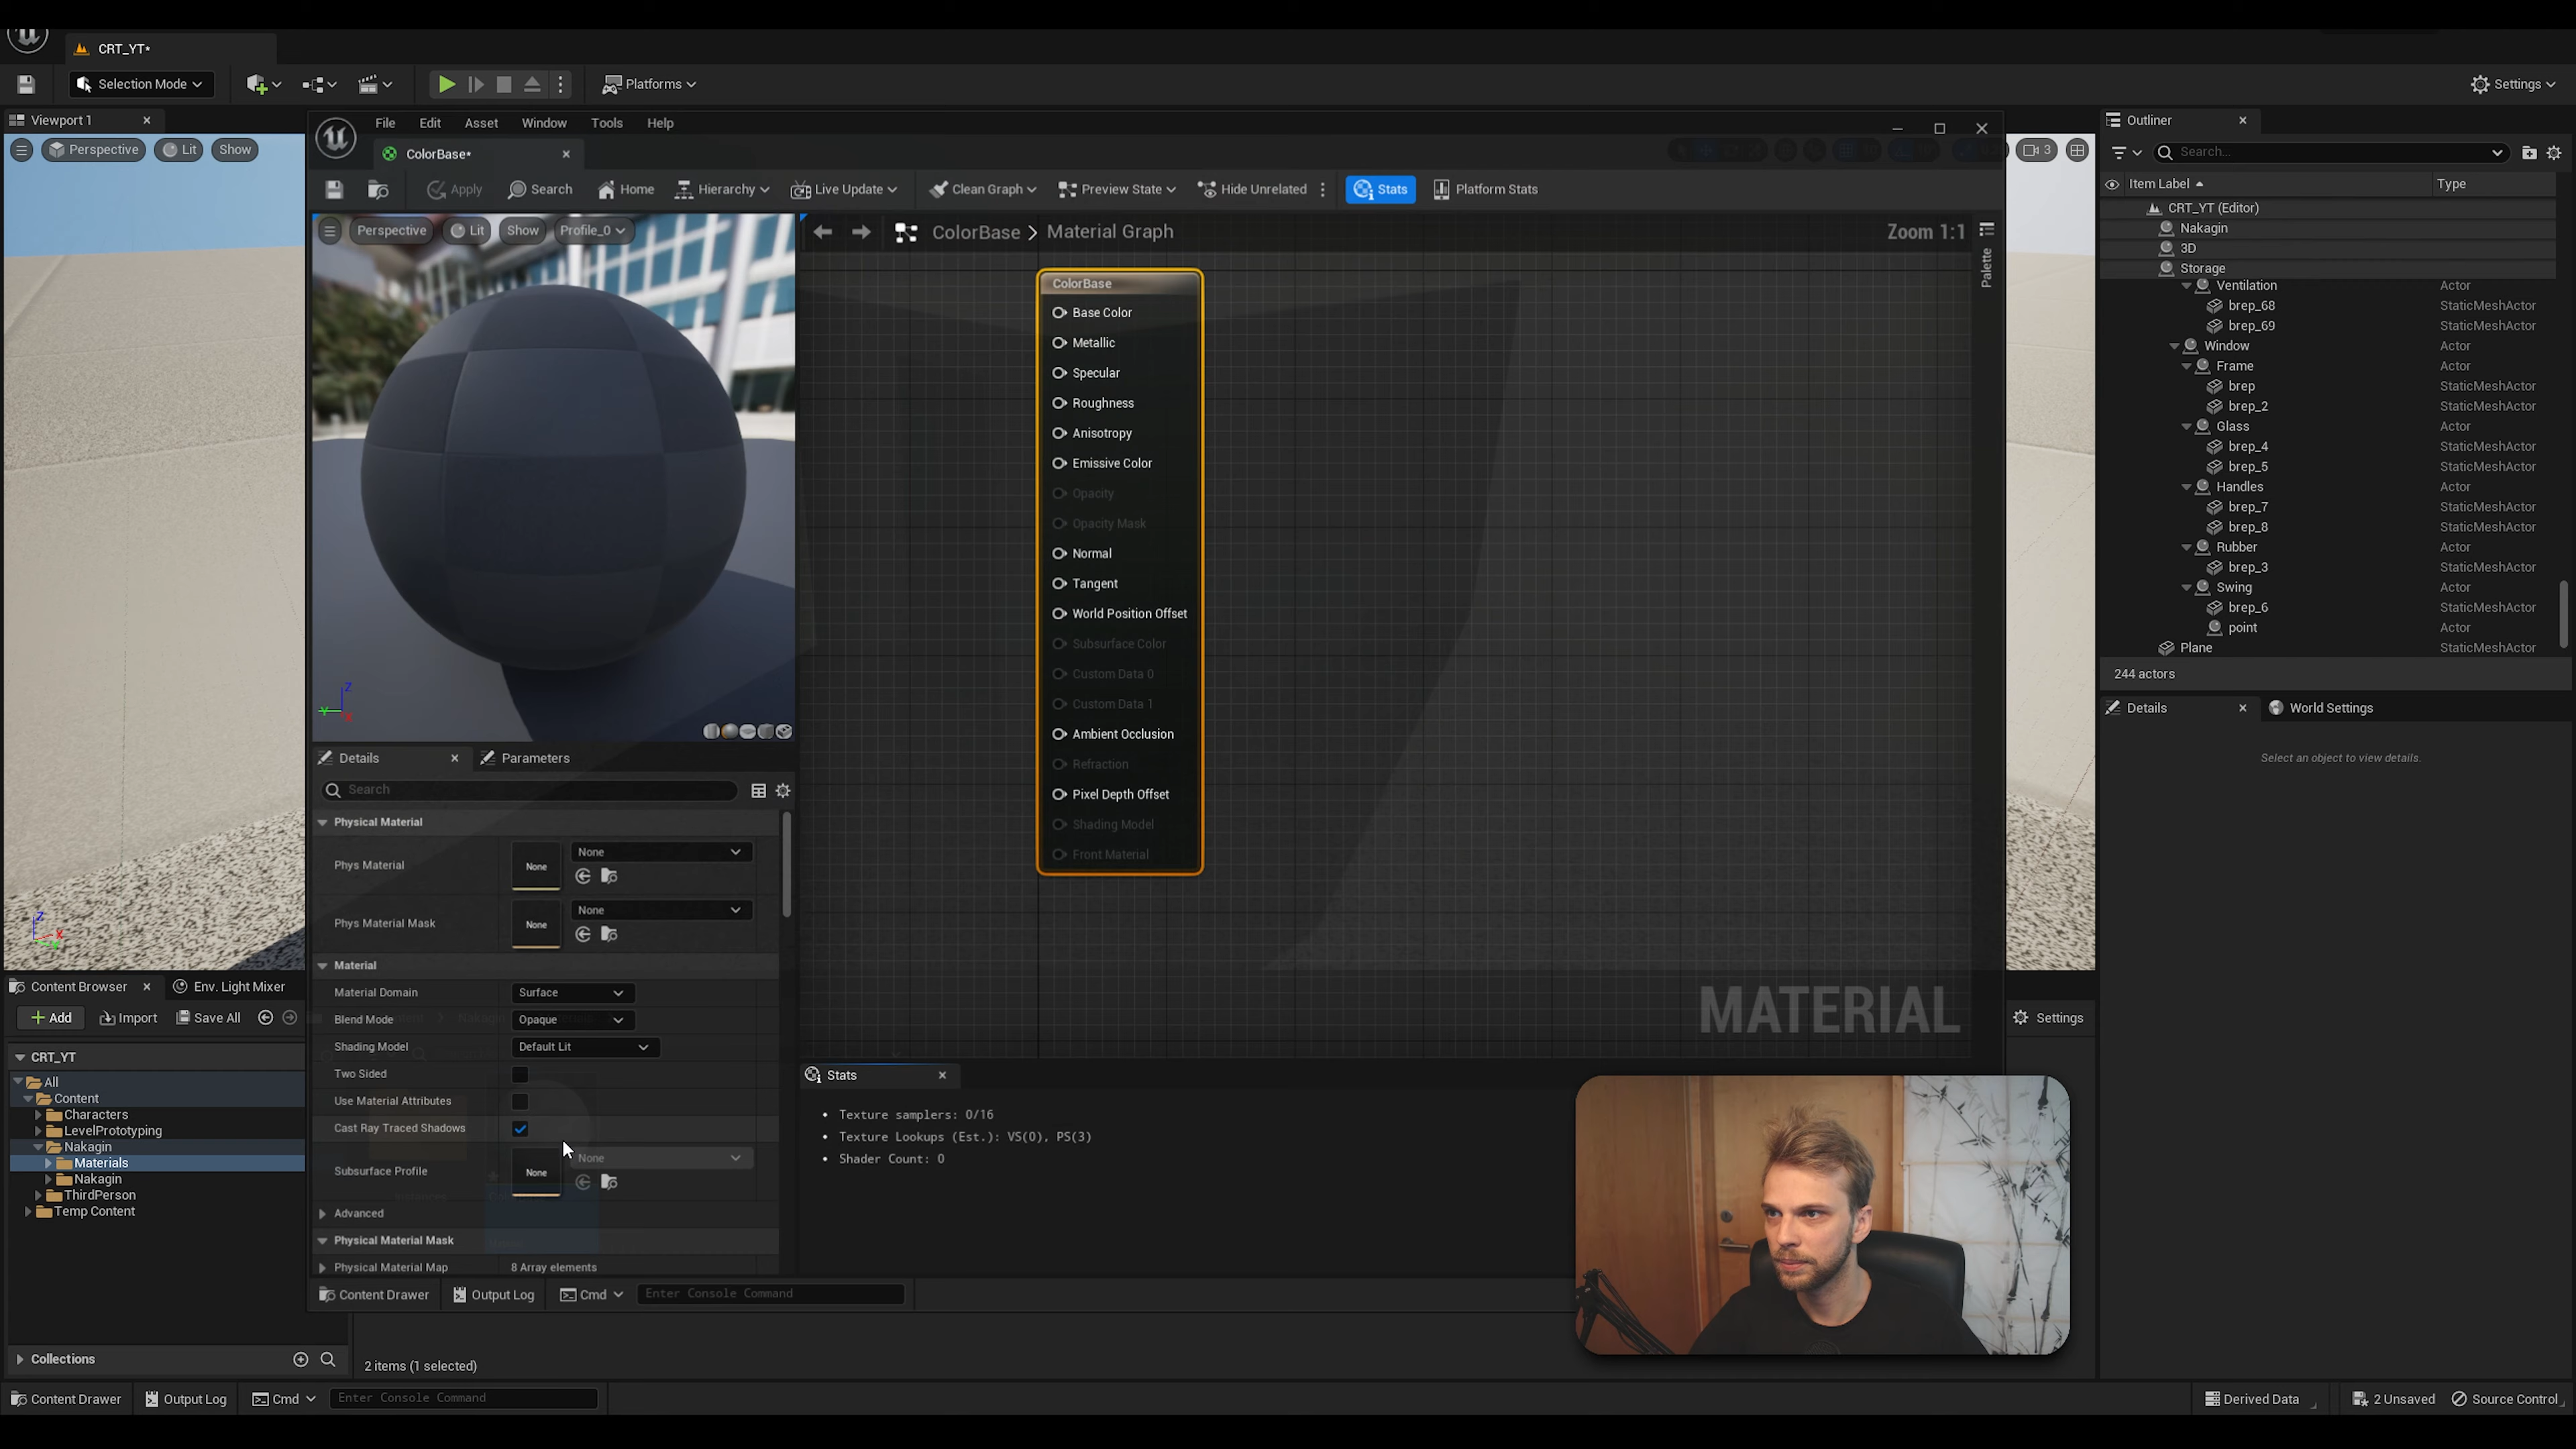 CRT_YT*
Selection Mode
Platforms
Settings
Viewport 1
Perspective
Lit
Show
3
File
Edit
Asset
Window
Tools
Help
ColorBase*
Apply
Search
Home
Hierarchy
Live Update
Clean Graph
Preview State
Hide Unrelated
Stats
Platform Stats
Perspective
Lit
Show
Profile_0
ColorBase > Material Graph
Zoom 1:1
Palette
ColorBase
Base Color
Metallic
Specular
Roughness
Anisotropy
Emissive Color
Opacity
Opacity Mask
Normal
Tangent
World Position Offset
Subsurface Color
Custom Data 0
Custom Data 1
Ambient Occlusion
Refraction
Pixel Depth Offset
Shading Model
Front Material
MATERIAL
Z
Y
X
Details
Parameters
Search
Physical Material
Phys Material
None
None
Phys Material Mask
None
None
Material
Material Domain
Surface
Blend Mode
Opaque
Shading Model
Default Lit
Two Sided
Use Material Attributes
Cast Ray Traced Shadows
Subsurface Profile
None
None
Advanced
Physical Material Mask
Physical Material Map
8 Array elements
Content Drawer
Output Log
Cmd
Enter Console Command
Stats
Texture samplers: 0/16
Texture Lookups (Est.): VS(0), PS(3)
Shader Count: 0
Outliner
Search...
Item Label
Type
CRT_YT (Editor)
Nakagin
3D
Storage
Ventilation Actor
brep_68 StaticMeshActor
brep_69 StaticMeshActor
Window Actor
Frame Actor
brep StaticMeshActor
brep_2 StaticMeshActor
Glass Actor
brep_4 StaticMeshActor
brep_5 StaticMeshActor
Handles Actor
brep_7 StaticMeshActor
brep_8 StaticMeshActor
Rubber Actor
brep_3 StaticMeshActor
Swing Actor
brep_6 StaticMeshActor
point Actor
Plane StaticMeshActor
244 actors
Details
World Settings
Select an object to view details.
Z
X
Y
Content Browser
Env. Light Mixer
Add
Import
Save All
Settings
CRT_YT
All
Content
Characters
LevelPrototyping
Nakagin
Materials
Nakagin
ThirdPerson
Temp Content
Collections
2 items (1 selected)
Content Drawer
Output Log
Cmd
Enter Console Command
Derived Data
2 Unsaved
Source Control